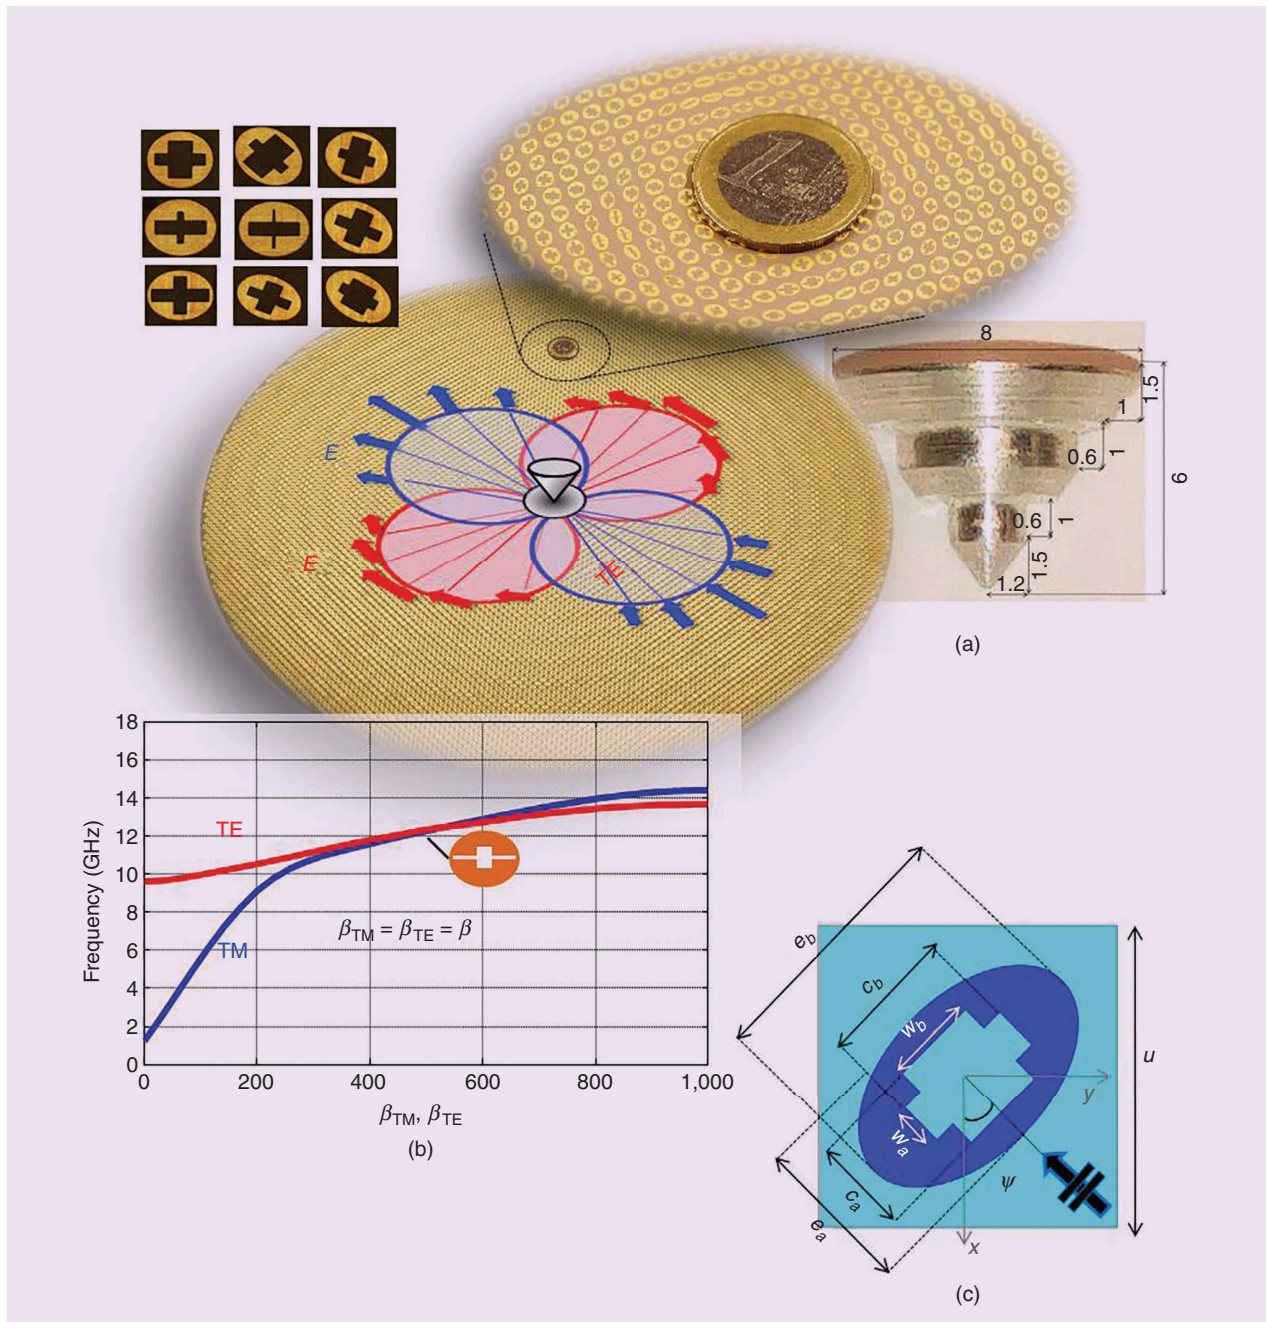 8
1.5
1
0.6
1
6
0.6
1
1.5
1.2
(a)
E
E
TE
18
16
14
12
10
8
6
4
2
0
Frequency (GHz)
TE
TM
βTM = βTE = β
0
200
400
600
800
1,000
βTM, βTE
(b)
eb
cb
wb
wa
ca
ea
u
y
x
ψ
(c)